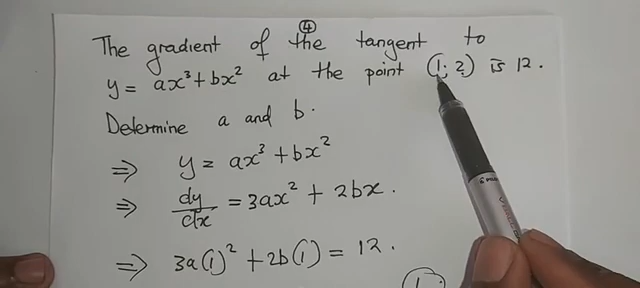 ④
The gradient of the tangent to
y = ax³ + bx² at the point (1; 2) is 12.
Determine a and b.
⇒ y = ax³ + bx²
⇒ dy/dx = 3ax² + 2bx.
⇒ 3a(1)² + 2b(1) = 12.